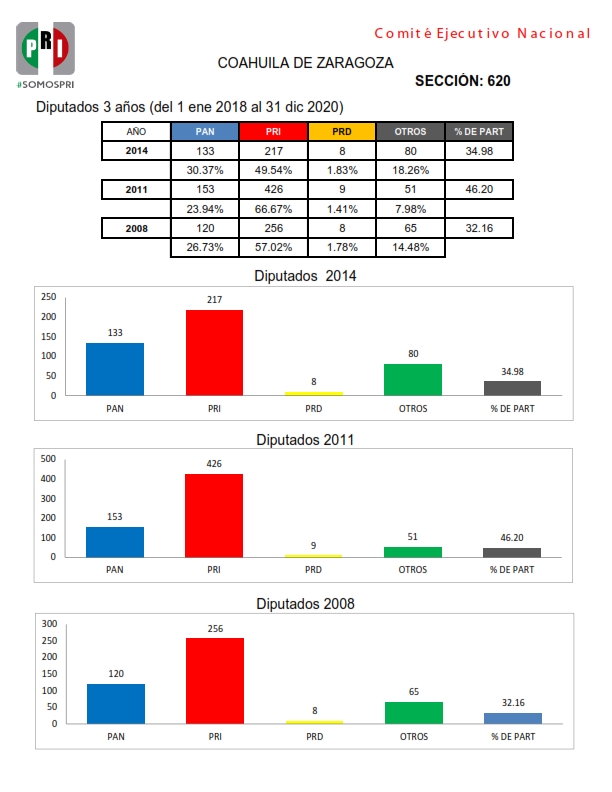 Comité Ejecutivo Nacional
PRI
#SOMOSPRI
COAHUILA DE ZARAGOZA
SECCIÓN: 620
Diputados 3 años (del 1 ene 2018 al 31 dic 2020)
AÑO PAN PRI PRD OTROS % DE PART
2014 133 217 8 80 34.98
30.37% 49.54% 1.83% 18.26%
2011 153 426 9 51 46.20
23.94% 66.67% 1.41% 7.98%
2008 120 256 8 65 32.16
26.73% 57.02% 1.78% 14.48%
Diputados 2014
250
200
150
100
50
0
133 217 8 80 34.98
PAN PRI PRD OTROS % DE PART
Diputados 2011
500
400
300
200
100
0
153 426 9 51 46.20
PAN PRI PRD OTROS % DE PART
Diputados 2008
300
250
200
150
100
50
0
120 256 8 65 32.16
PAN PRI PRD OTROS % DE PART